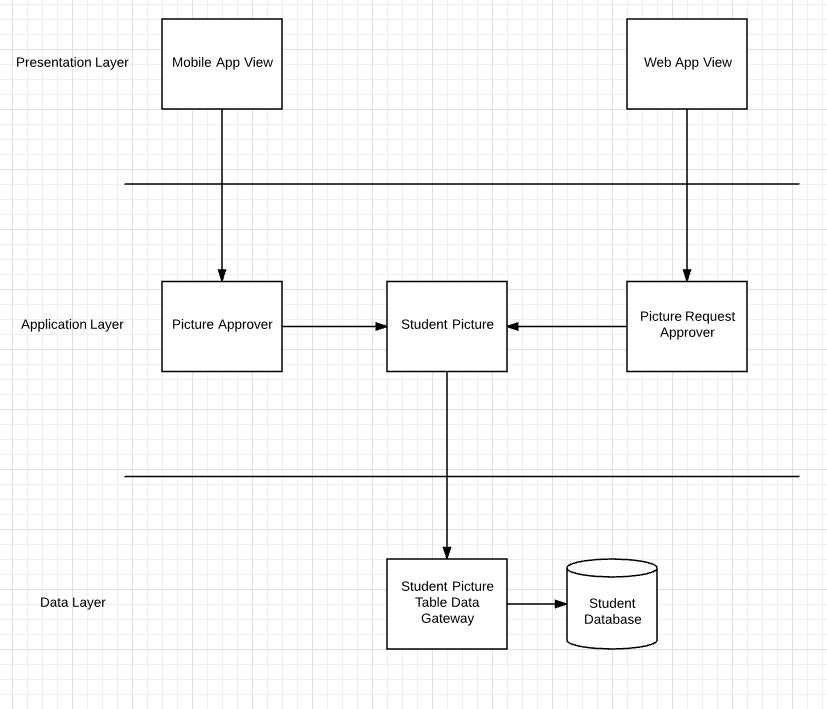 Presentation Layer
Mobile App View
Web App View
Application Layer
Picture Approver
Student Picture
Picture Request
Approver
Data Layer
Student Picture
Table Data
Gateway
Student
Database